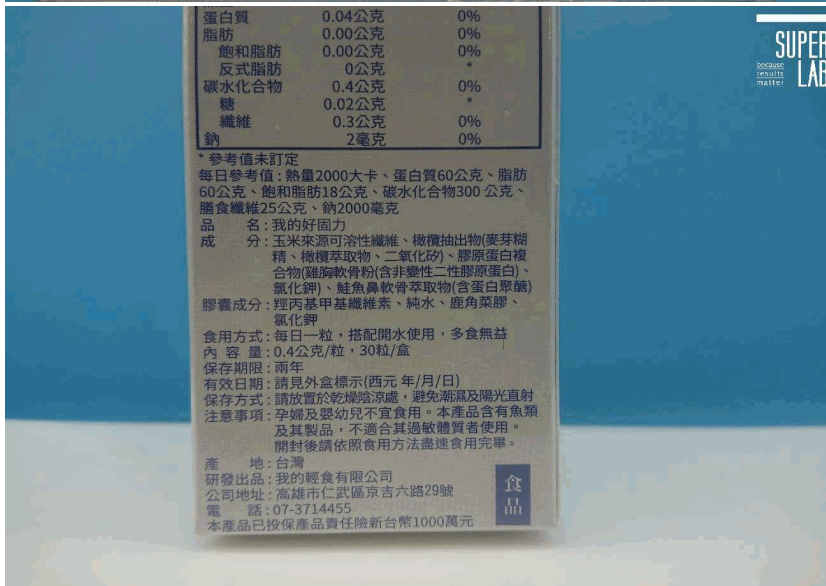 蛋白質 0.04公克 0%
脂肪 0.00公克 0%
飽和脂肪 0.00公克 0%
反式脂肪 0公克 *
碳水化合物 0.4公克 0%
糖 0.02公克 *
纖維 0.3公克 0%
鈉 2毫克 0%
* 參考值未訂定
每日參考值:熱量2000大卡、蛋白質60公克、脂肪
60公克、飽和脂肪18公克、碳水化合物300 公克、
膳食纖維25公克、鈉2000毫克
品 名:我的好固力
成 分:玉米來源可溶性纖維、橄欖抽出物(麥芽糊
精、橄欖萃取物、二氧化矽)、膠原蛋白複
合物(雞胸軟骨粉(含非變性二性膠原蛋白)、
氯化鉀)、鮭魚鼻軟骨萃取物(含蛋白聚醣)
膠囊成分:羥丙基甲基纖維素、純水、鹿角菜膠、
氯化鉀
食用方式:每日一粒,搭配開水使用,多食無益
內 容 量:0.4公克/粒,30粒/盒
保存期限:兩年
有效日期:請見外盒標示(西元 年/月/日)
保存方式:請放置於乾燥陰涼處,避免潮濕及陽光直射
注意事項:孕婦及嬰幼兒不宜食用。本產品含有魚類
及其製品,不適合其過敏體質者使用。
開封後請依照食用方法盡速食用完畢。
產 地:台灣
研發出品:我的輕食有限公司
公司地址:高雄市仁武區京吉六路29號
電 話:07-3714455
本產品已投保產品責任險新台幣1000萬元
食品
SUPER
LAB
because
results
matter